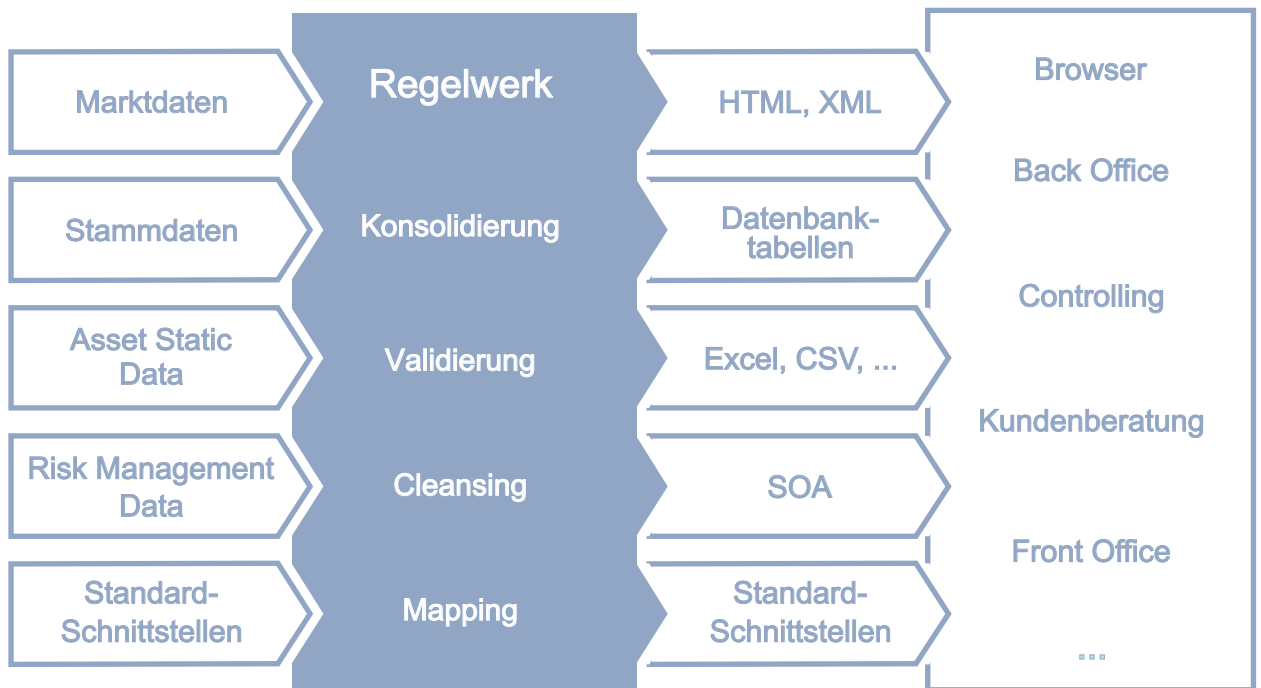 Marktdaten
Stammdaten
Asset Static
Data
Risk Management
Data
Standard-
Schnittstellen
Regelwerk
Konsolidierung
Validierung
Cleansing
Mapping
HTML, XML
Datenbank-
tabellen
Excel, CSV, ...
SOA
Standard-
Schnittstellen
Browser
Back Office
Controlling
Kundenberatung
Front Office
...